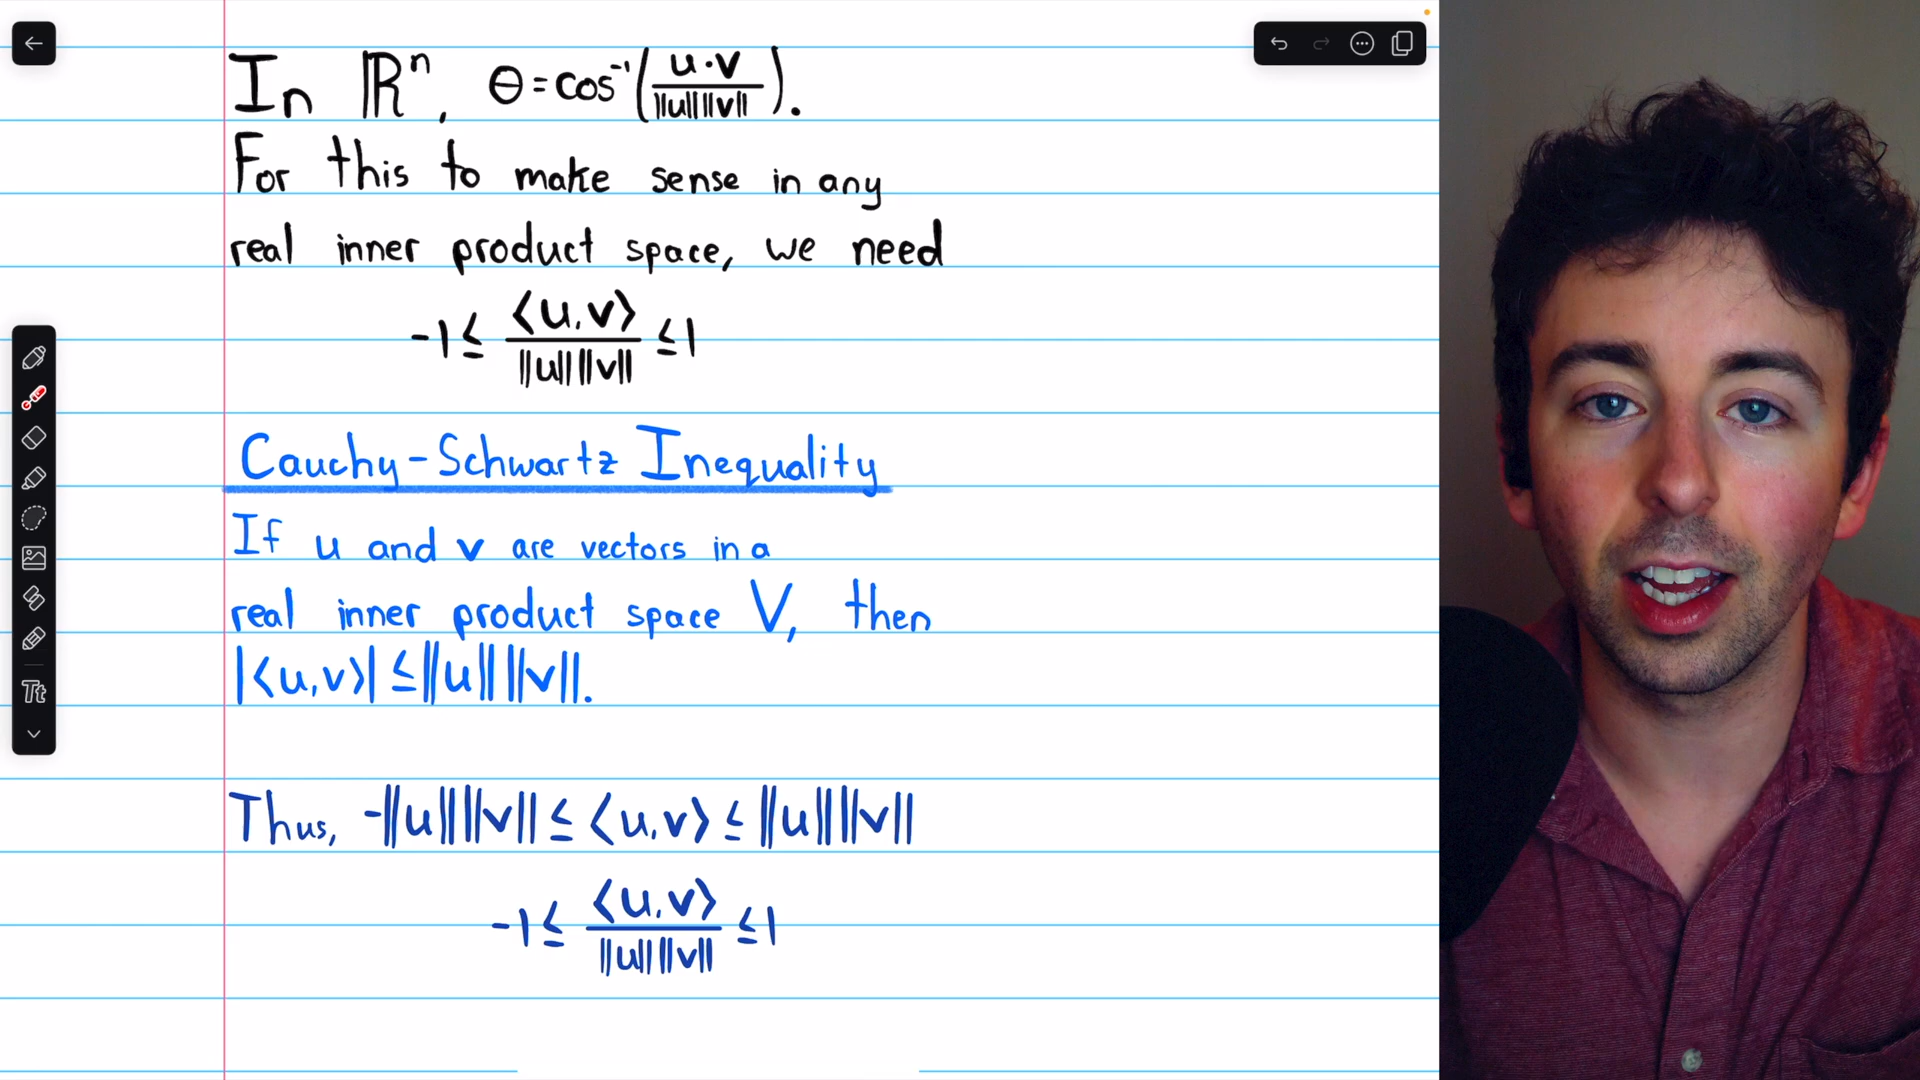 In ℝⁿ, θ = cos⁻¹(u·v / ‖u‖‖v‖).
For this to make sense in any
real inner product space, we need
-1 ≤ ⟨u,v⟩ / ‖u‖‖v‖ ≤ 1
Cauchy-Schwartz Inequality
If u and v are vectors in a
real inner product space V, then
|⟨u,v⟩| ≤ ‖u‖‖v‖.
Thus, -‖u‖‖v‖ ≤ ⟨u,v⟩ ≤ ‖u‖‖v‖
-1 ≤ ⟨u,v⟩ / ‖u‖‖v‖ ≤ 1
Tt